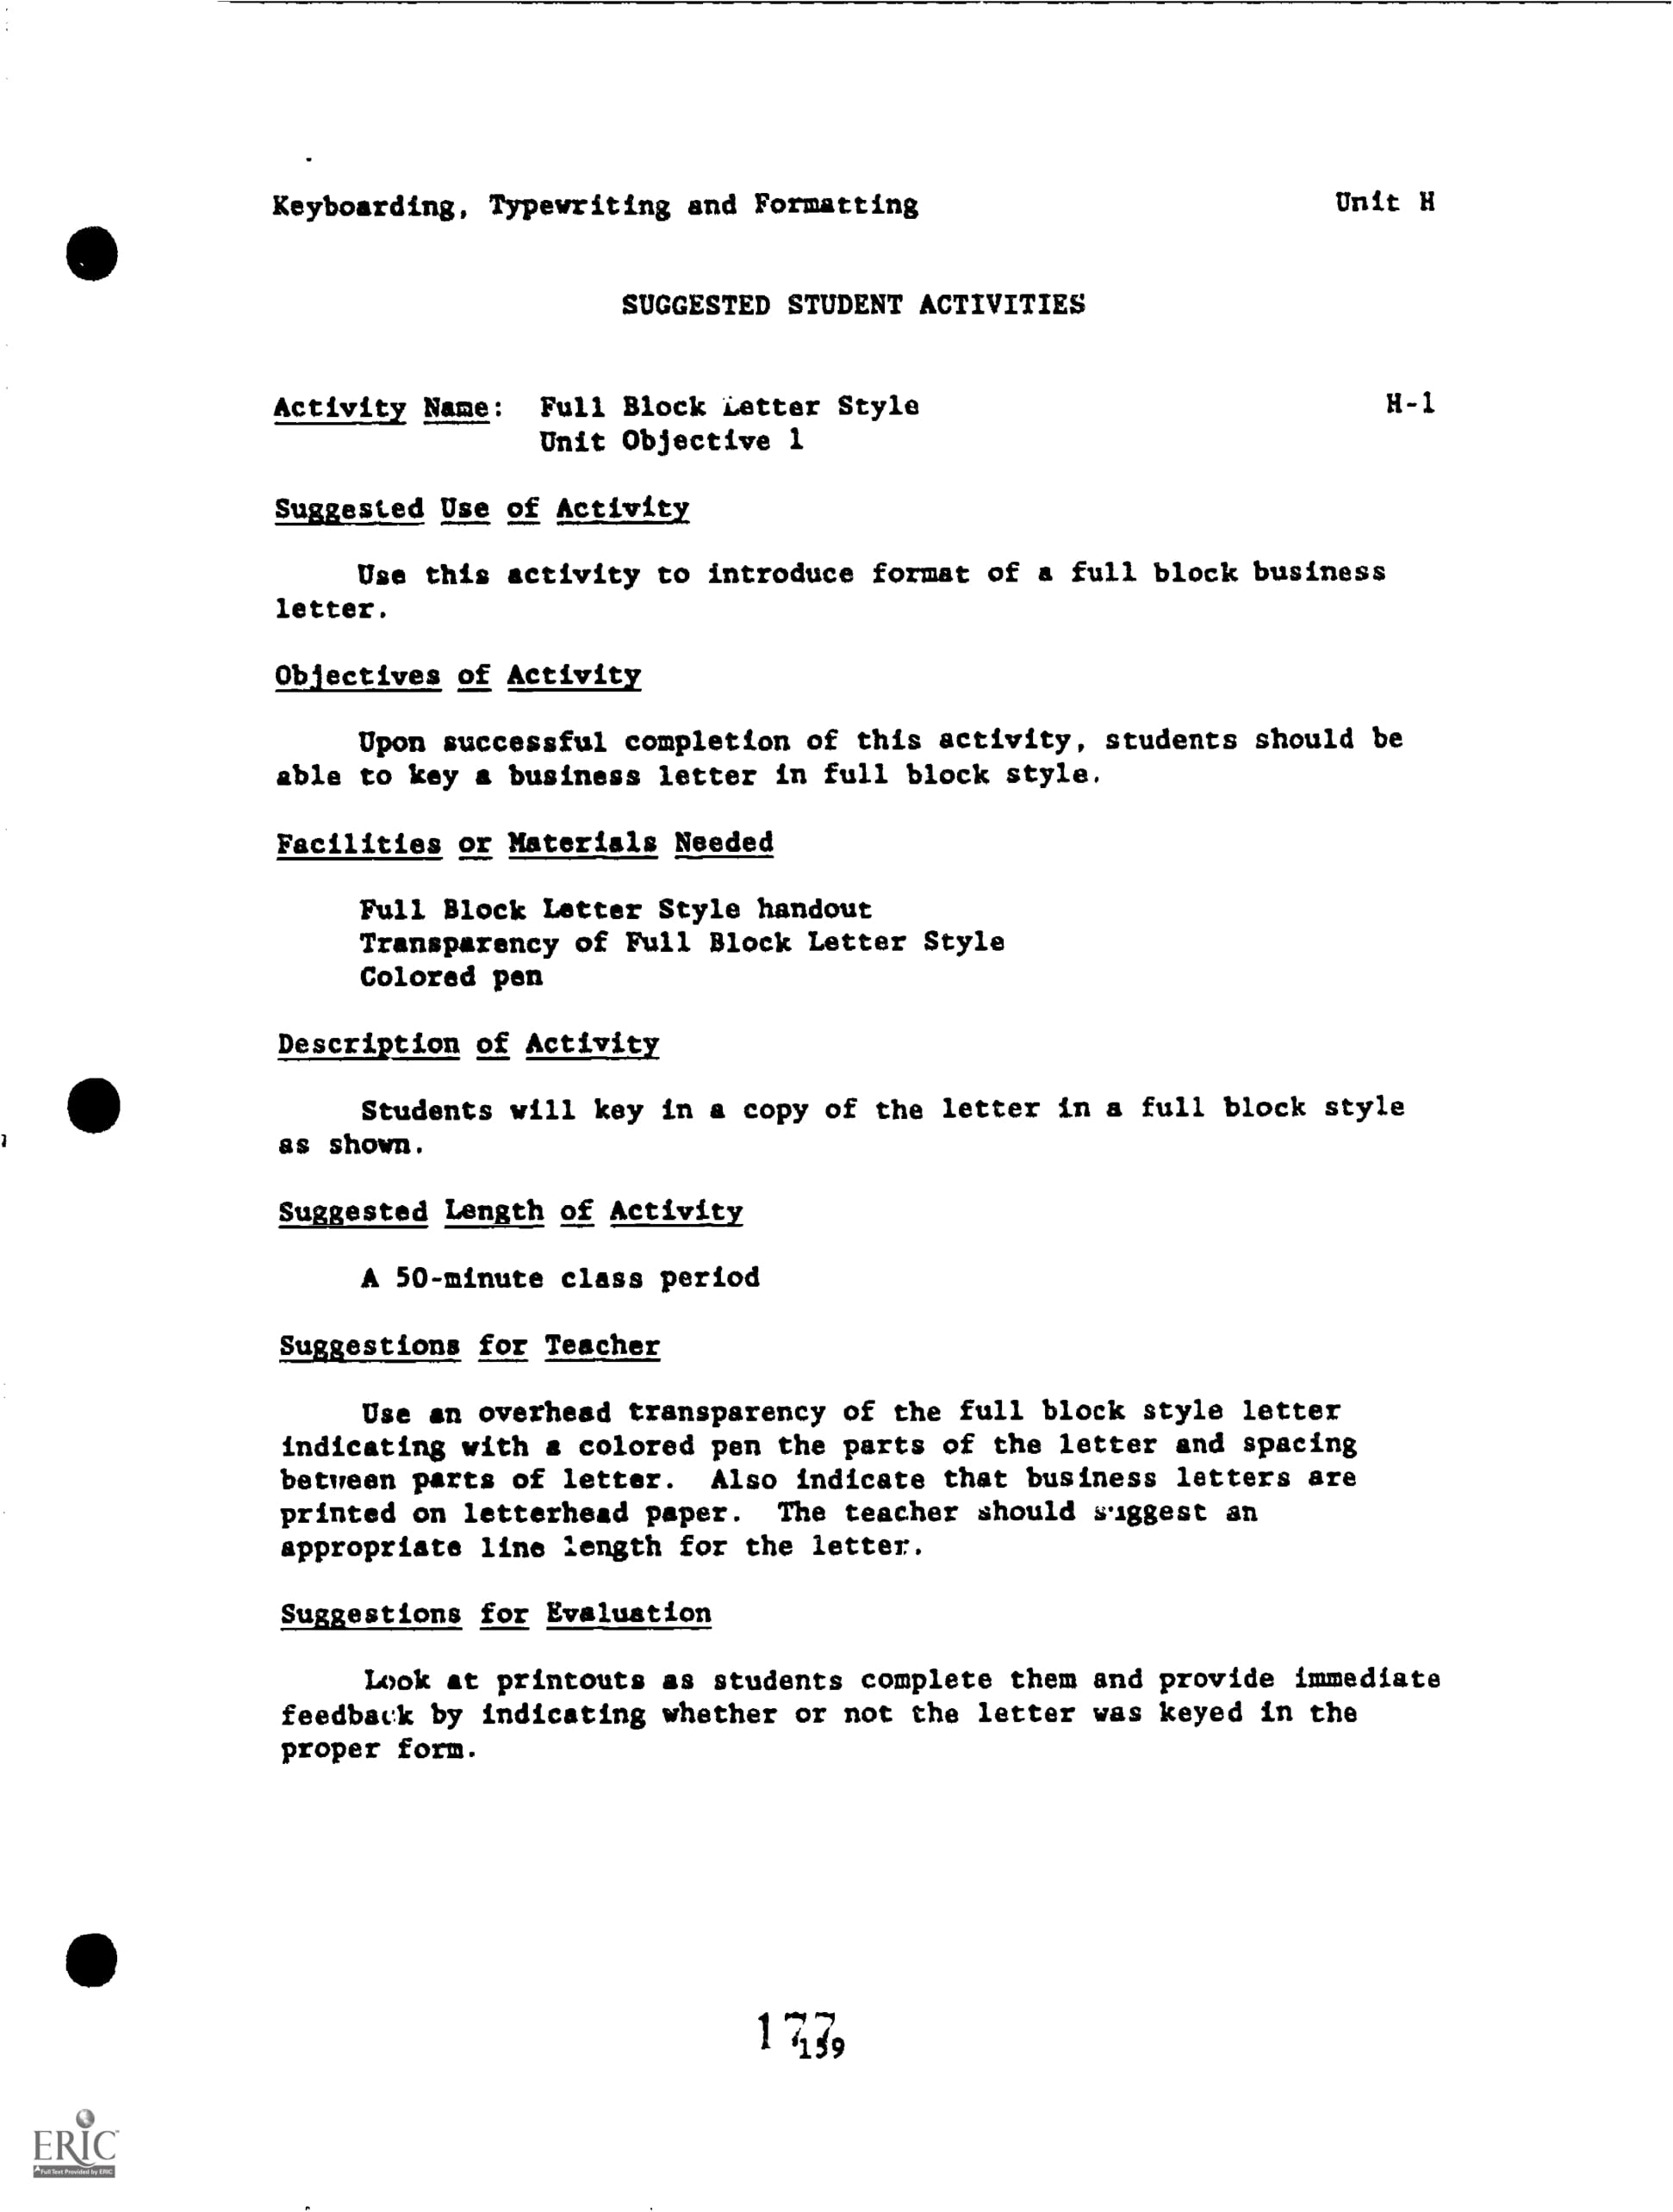 Keyboarding, Typewriting and Formatting Unit H
SUGGESTED STUDENT ACTIVITIES
Activity Name: Full Block Letter Style H-1
Unit Objective 1
Suggested Use of Activity
Use this activity to introduce format of a full block business
letter.
Objectives of Activity
Upon successful completion of this activity, students should be
able to key a business letter in full block style.
Facilities or Materials Needed
Full Block Letter Style handout
Transparency of Full Block Letter Style
Colored pen
Description of Activity
Students will key in a copy of the letter in a full block style
as shown.
Suggested Length of Activity
A 50-minute class period
Suggestions for Teacher
Use an overhead transparency of the full block style letter
indicating with a colored pen the parts of the letter and spacing
between parts of letter. Also indicate that business letters are
printed on letterhead paper. The teacher should suggest an
appropriate line length for the letter.
Suggestions for Evaluation
Look at printouts as students complete them and provide immediate
feedback by indicating whether or not the letter was keyed in the
proper form.
177
159
ERIC
Full Text Provided by ERIC